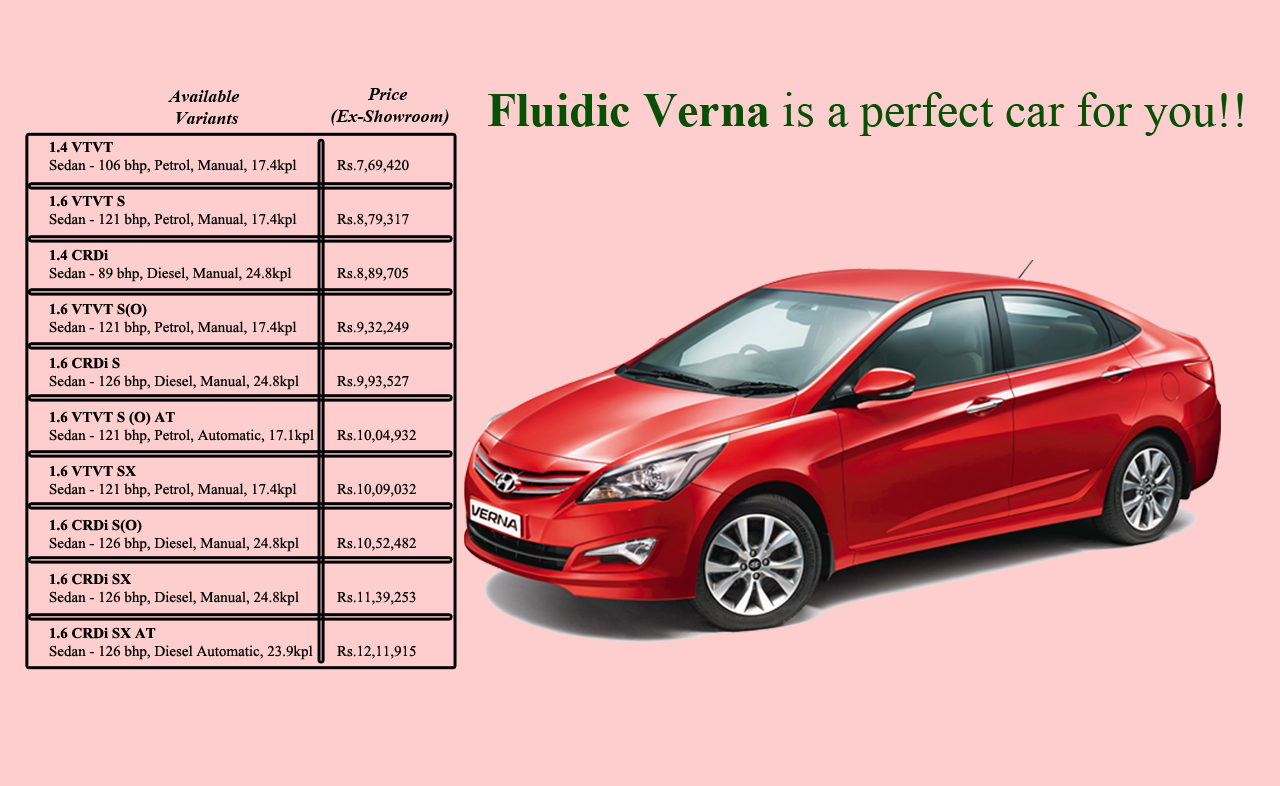 Available
Variants
Price
(Ex-Showroom)
Fluidic Verna is a perfect car for you!!
1.4 VTVT
Sedan - 106 bhp, Petrol, Manual, 17.4kpl
Rs.7,69,420
1.6 VTVT S
Sedan - 121 bhp, Petrol, Manual, 17.4kpl
Rs.8,79,317
1.4 CRDi
Sedan - 89 bhp, Diesel, Manual, 24.8kpl
Rs.8,89,705
1.6 VTVT S(O)
Sedan - 121 bhp, Petrol, Manual, 17.4kpl
Rs.9,32,249
1.6 CRDi S
Sedan - 126 bhp, Diesel, Manual, 24.8kpl
Rs.9,93,527
1.6 VTVT S (O) AT
Sedan - 121 bhp, Petrol, Automatic, 17.1kpl
Rs.10,04,932
1.6 VTVT SX
Sedan - 121 bhp, Petrol, Manual, 17.4kpl
Rs.10,09,032
1.6 CRDi S(O)
Sedan - 126 bhp, Diesel, Manual, 24.8kpl
Rs.10,52,482
1.6 CRDi SX
Sedan - 126 bhp, Diesel, Manual, 24.8kpl
Rs.11,39,253
1.6 CRDi SX AT
Sedan - 126 bhp, Diesel Automatic, 23.9kpl
Rs.12,11,915
VERNA